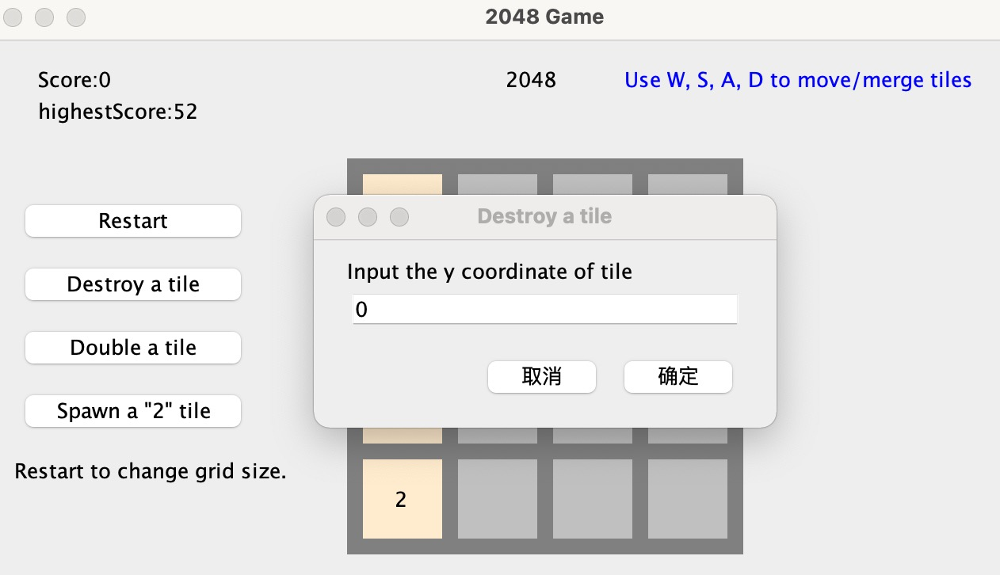 2048 Game
Score:0
2048
Use W, S, A, D to move/merge tiles
highestScore:52
Restart
Destroy a tile
Double a tile
Spawn a "2" tile
Restart to change grid size.
Destroy a tile
Input the y coordinate of tile
0
取消
确定
2